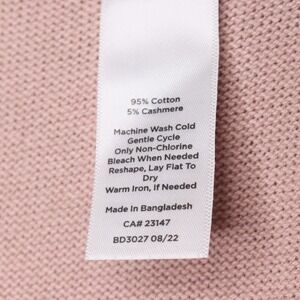 95% Cotton
5% Cashmere
Machine Wash Cold
Gentle Cycle
Only Non-Chlorine
Bleach When Needed
Reshape, Lay Flat To
Dry
Warm Iron, If Needed
Made In Bangladesh
CA# 23147
BD3027 08/22